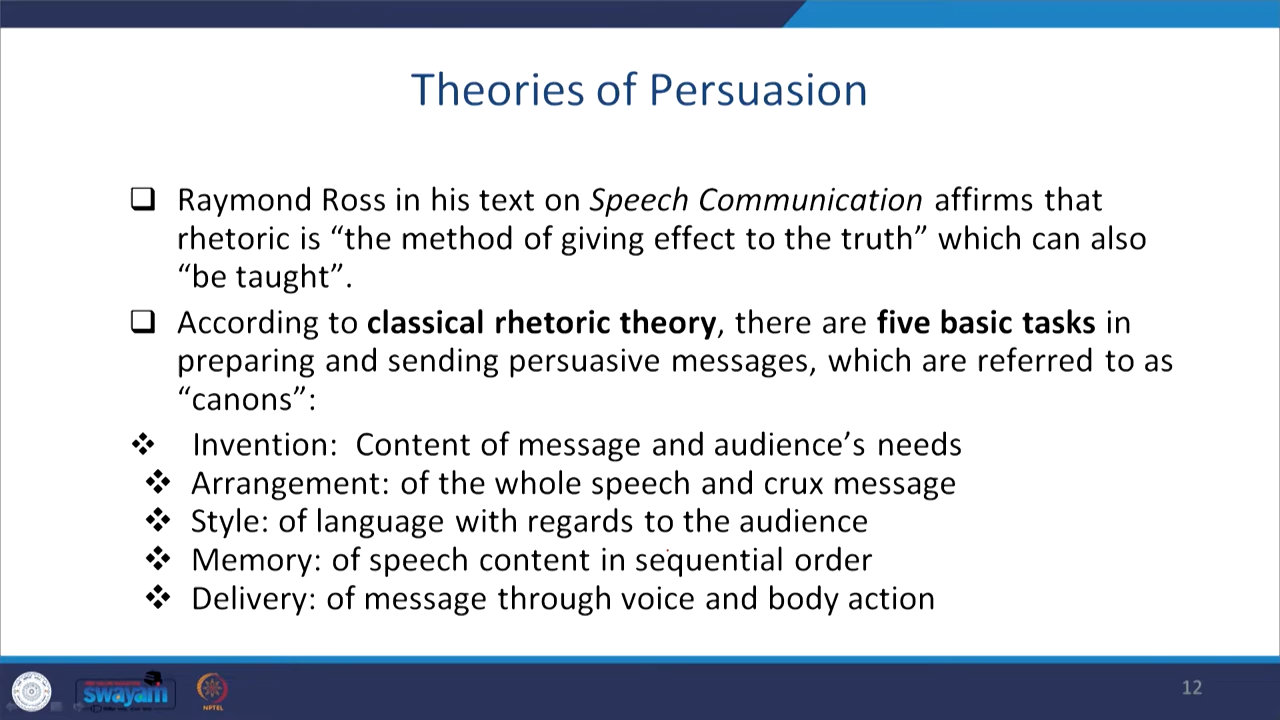 Theories of Persuasion
Raymond Ross in his text on Speech Communication affirms that
rhetoric is “the method of giving effect to the truth” which can also
“be taught”.
According to classical rhetoric theory, there are five basic tasks in
preparing and sending persuasive messages, which are referred to as
“canons”:
Invention: Content of message and audience’s needs
Arrangement: of the whole speech and crux message
Style: of language with regards to the audience
Memory: of speech content in sequential order
Delivery: of message through voice and body action
swayam
NPTEL
12